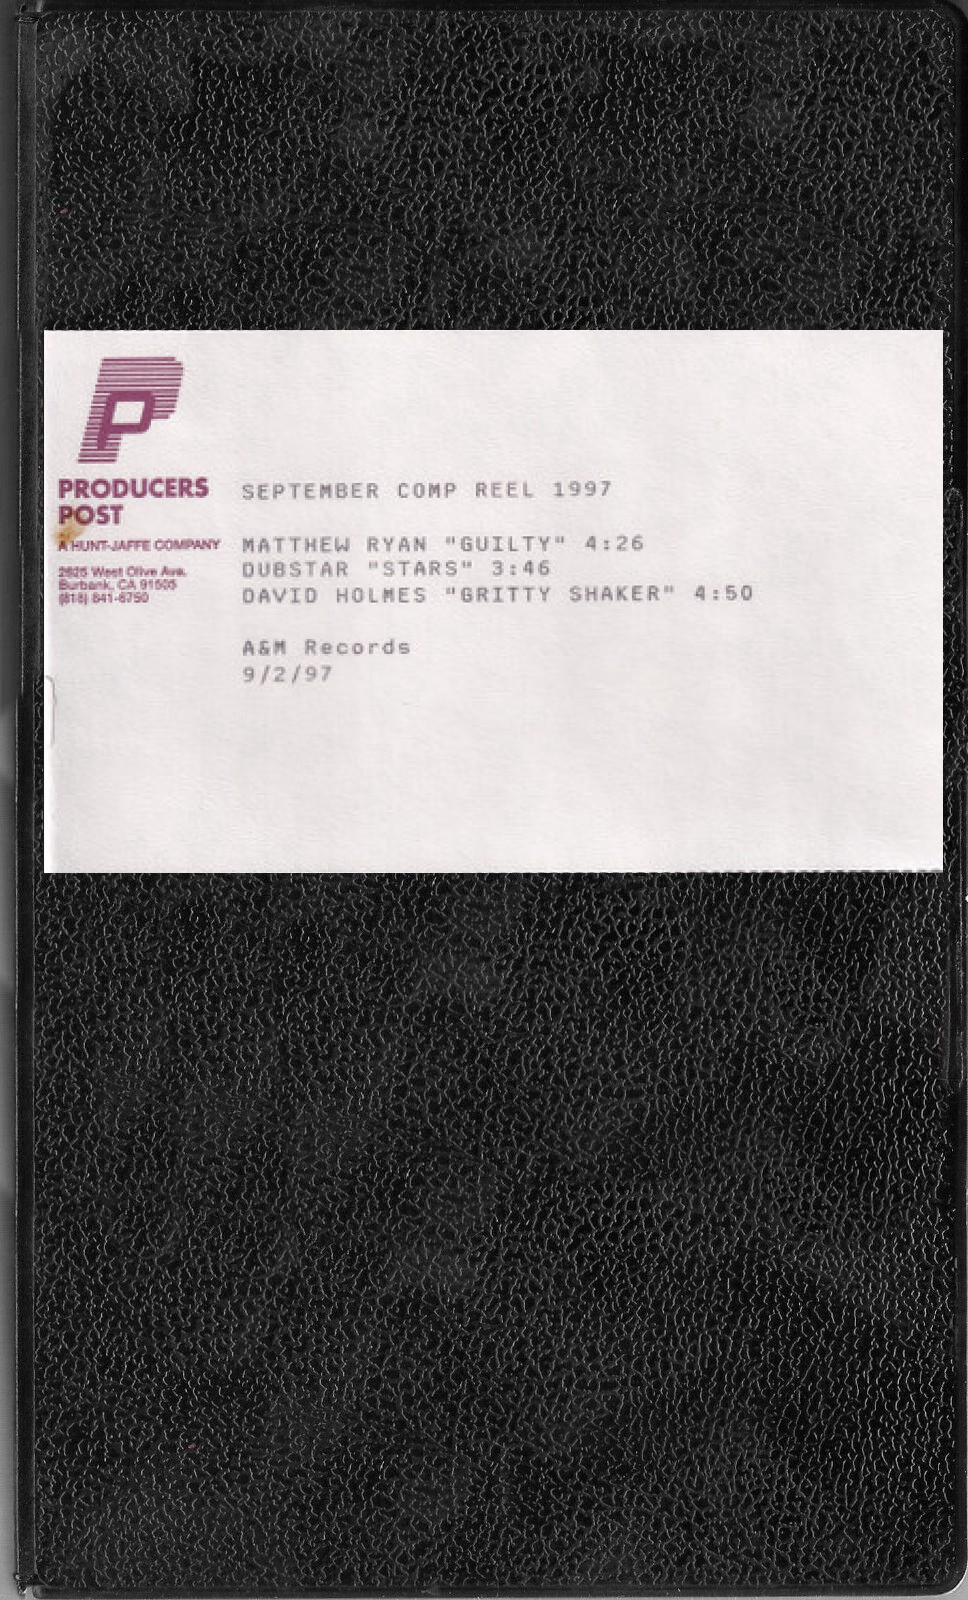 P
PRODUCERS
POST
A HUNT-JAFFE COMPANY
2625 West Olive Ave.
Burbank, CA 91505
(818) 841-6750
SEPTEMBER COMP REEL 1997
MATTHEW RYAN "GUILTY" 4:26
DUBSTAR "STARS" 3:46
DAVID HOLMES "GRITTY SHAKER" 4:50
A&M Records
9/2/97